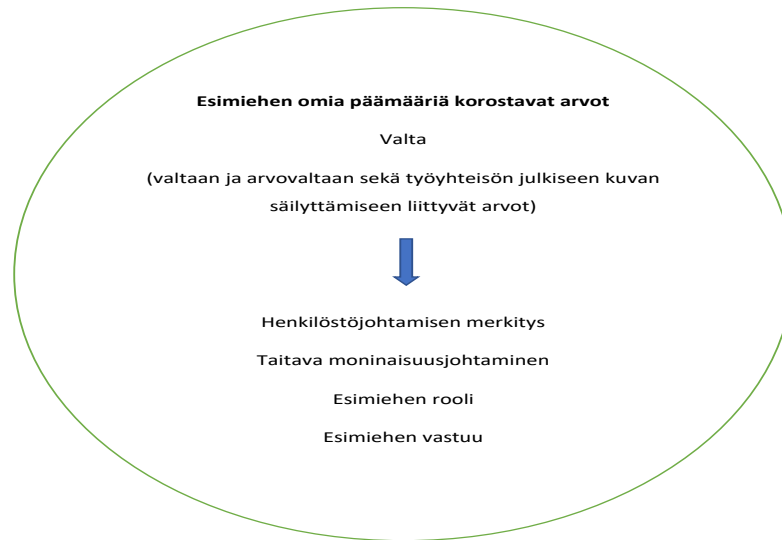 Esimiehen omia päämääriä korostavat arvot
Valta
(valtaan ja arvovaltaan sekä työyhteisön julkiseen kuvan
säilyttämiseen liittyvät arvot)
Henkilöstöjohtamisen merkitys
Taitava moninaisuusjohtaminen
Esimiehen rooli
Esimiehen vastuu